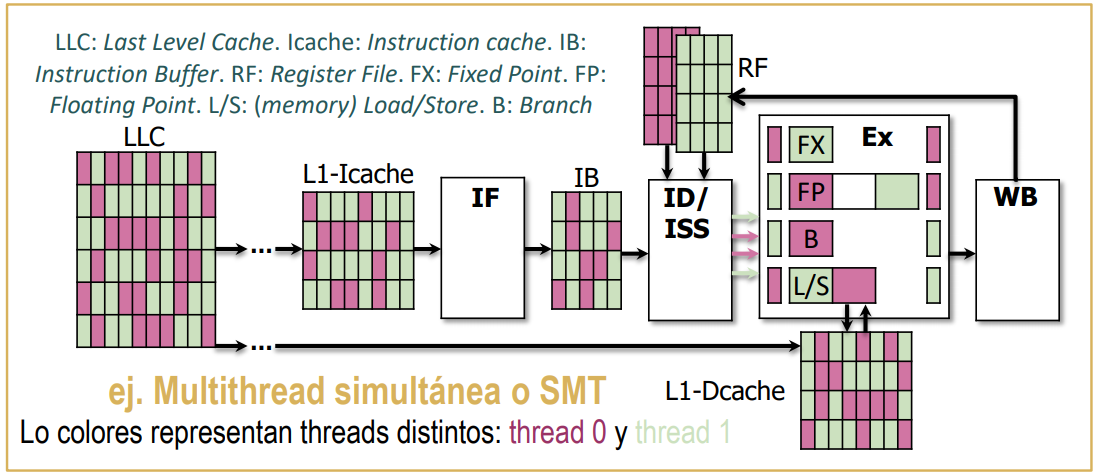 LLC: Last Level Cache. Icache: Instruction cache. IB:
Instruction Buffer. RF: Register File. FX: Fixed Point. FP:
Floating Point. L/S: (memory) Load/Store. B: Branch
RF
LLC
L1-Icache
IF
IB
ID/
ISS
Ex
FX
FP
B
L/S
WB
...
...
L1-Dcache
ej. Multithread simultánea o SMT
Lo colores representan threads distintos: thread 0 y thread 1